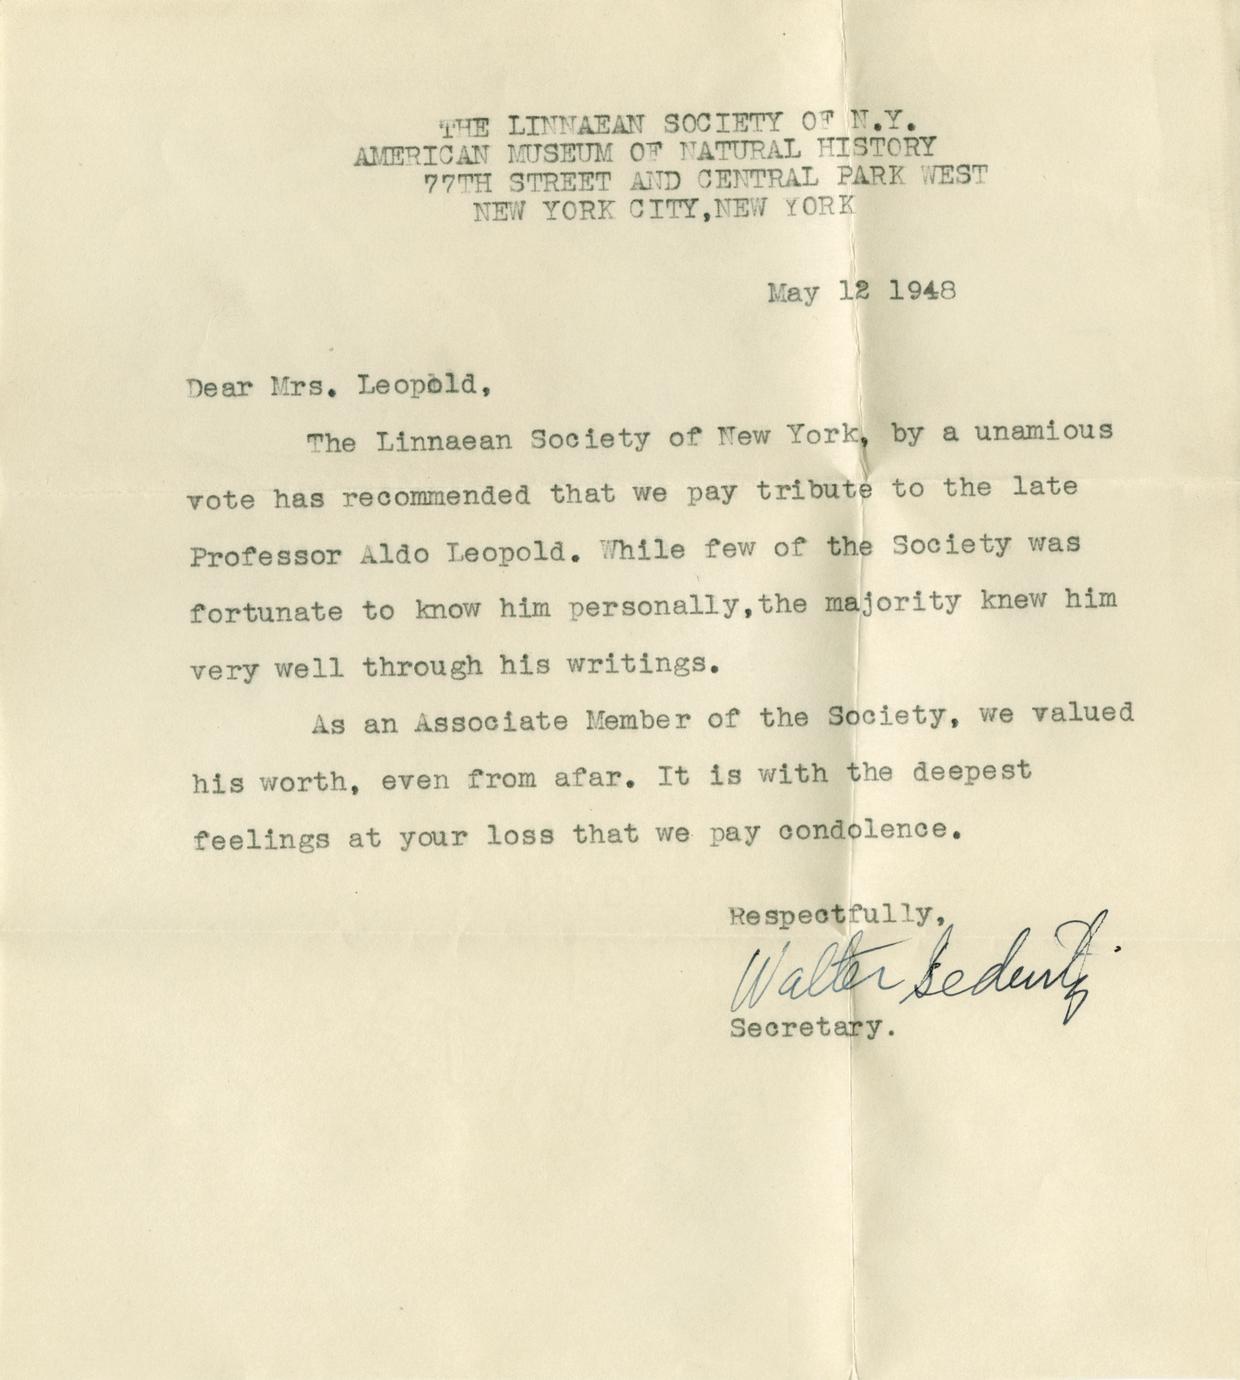 THE LINNAEAN SOCIETY OF N.Y.
AMERICAN MUSEUM OF NATURAL HISTORY
77TH STREET AND CENTRAL PARK WEST
NEW YORK CITY,NEW YORK
May 12 1948
Dear Mrs. Leopold,
The Linnaean Society of New York, by a unamious
vote has recommended that we pay tribute to the late
Professor Aldo Leopold. While few of the Society was
fortunate to know him personally,the majority knew him
very well through his writings.
As an Associate Member of the Society, we valued
his worth, even from afar. It is with the deepest
feelings at your loss that we pay condolence.
Respectfully,
Walter
Secretary.